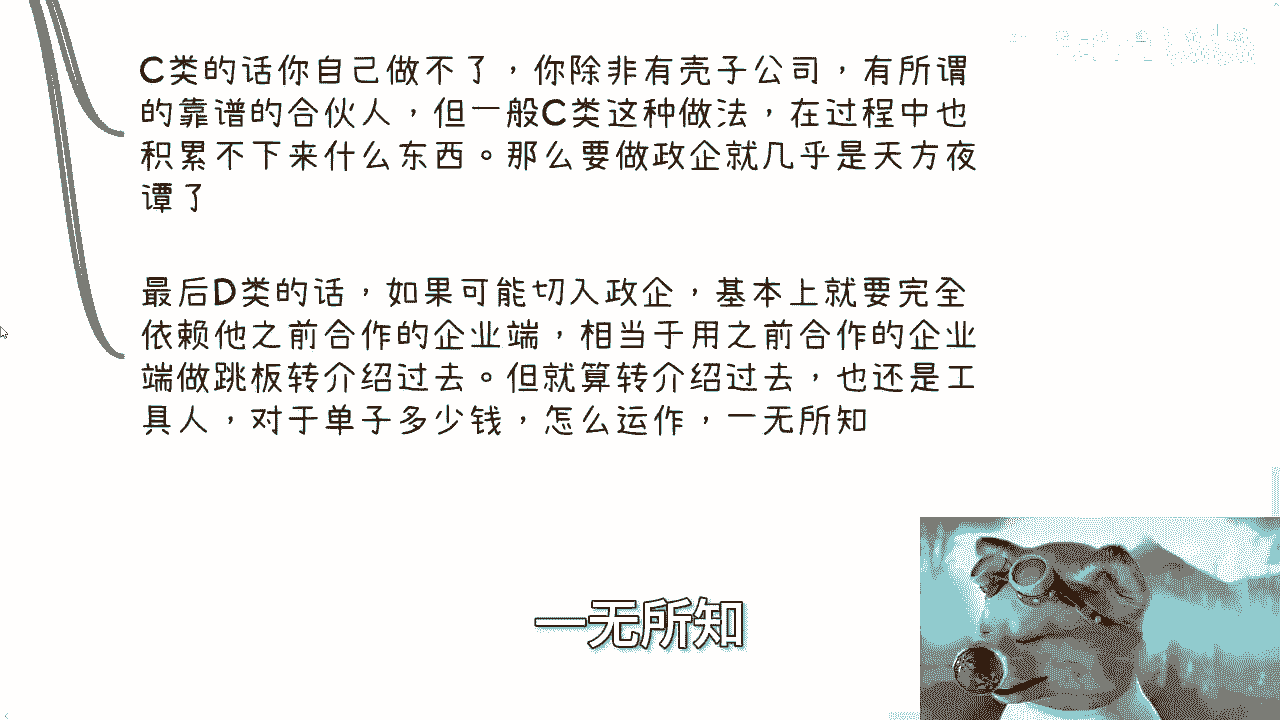 C类的话你自己做不了，你除非有壳子公司，有所谓
的靠谱的合伙人，但一般C类这种做法，在过程中也
积累不下来什么东西。那么要做政企就几乎是天方夜
谭了
最后D类的话，如果可能切入政企，基本上就要完全
依赖他之前合作的企业端，相当于用之前合作的企业
端做跳板转介绍过去。但就算转介绍过去，也还是工
具人，对于单子多少钱，怎么运作，一无所知
一无所知